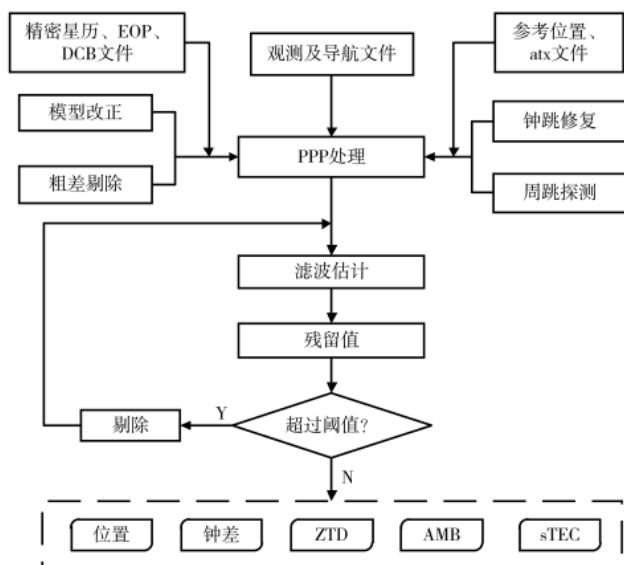 精密星历、EOP、
DCB文件
观测及导航文件
参考位置、
atx文件
模型改正
钟跳修复
PPP处理
粗差剔除
周跳探测
滤波估计
残留值
超过阈值?
Y
剔除
N
位置
钟差
ZTD
AMB
sTEC